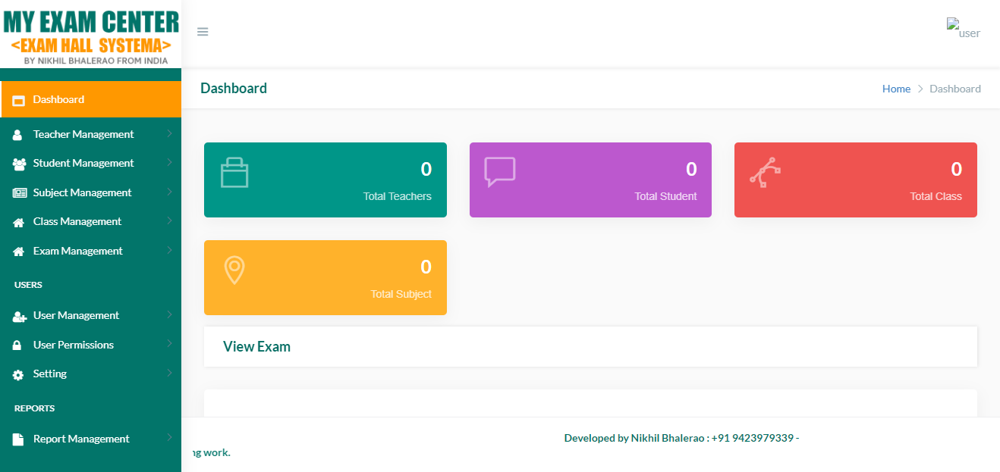 MY EXAM CENTER
<EXAM HALL SYSTEMA>
BY NIKHIL BHALERAO FROM INDIA
user
Dashboard
Teacher Management
Student Management
Subject Management
Class Management
Exam Management
USERS
User Management
User Permissions
Setting
REPORTS
Report Management
Dashboard
Home > Dashboard
0
Total Teachers
0
Total Student
0
Total Class
0
Total Subject
View Exam
Developed by Nikhil Bhalerao : +91 9423979339 -
ng work.